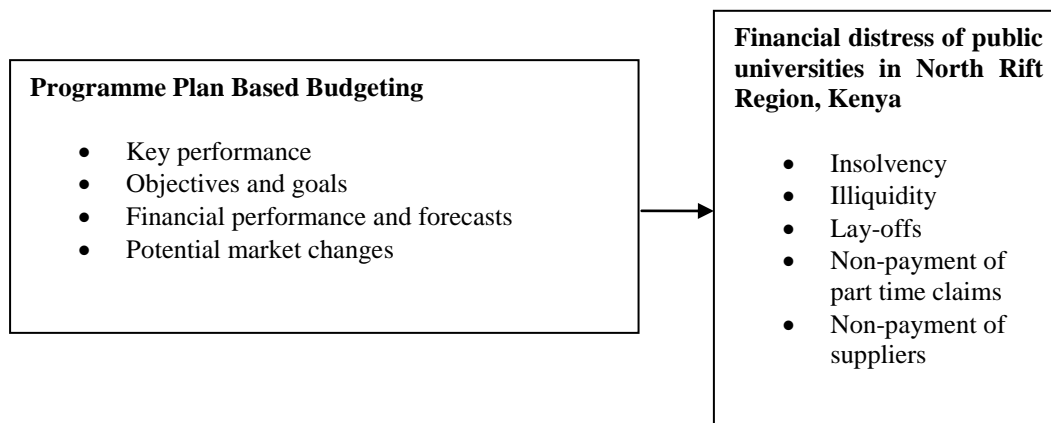 Programme Plan Based Budgeting
• Key performance
• Objectives and goals
• Financial performance and forecasts
• Potential market changes
Financial distress of public
universities in North Rift
Region, Kenya
• Insolvency
• Illiquidity
• Lay-offs
• Non-payment of
part time claims
• Non-payment of
suppliers